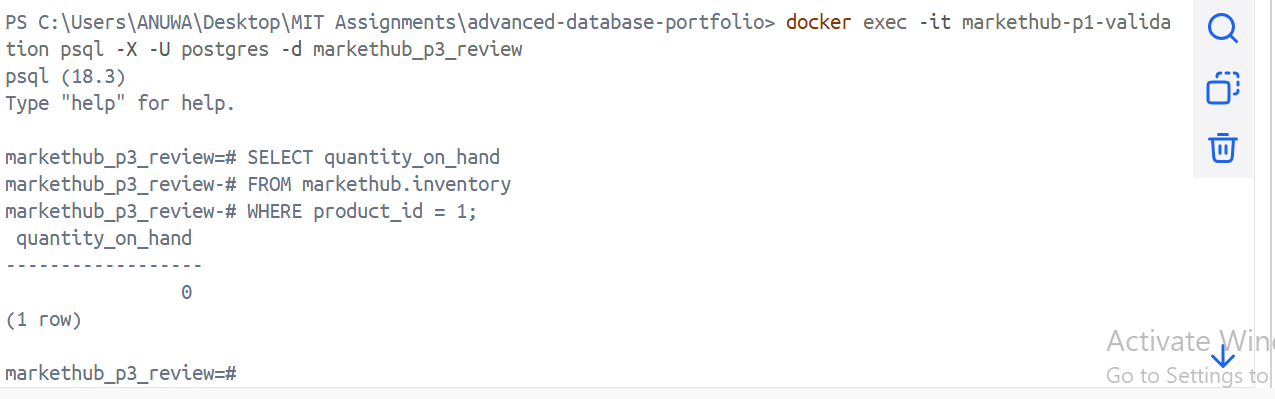 PS C:\Users\ANUWA\Desktop\MIT Assignments\advanced-database-portfolio> docker exec -it markethub-p1-valida
tion psql -X -U postgres -d markethub_p3_review
psql (18.3)
Type "help" for help.

markethub_p3_review=# SELECT quantity_on_hand
markethub_p3_review-# FROM markethub.inventory
markethub_p3_review-# WHERE product_id = 1;
 quantity_on_hand
------------------
                0
(1 row)

markethub_p3_review=#
Activate Win
Go to Settings to